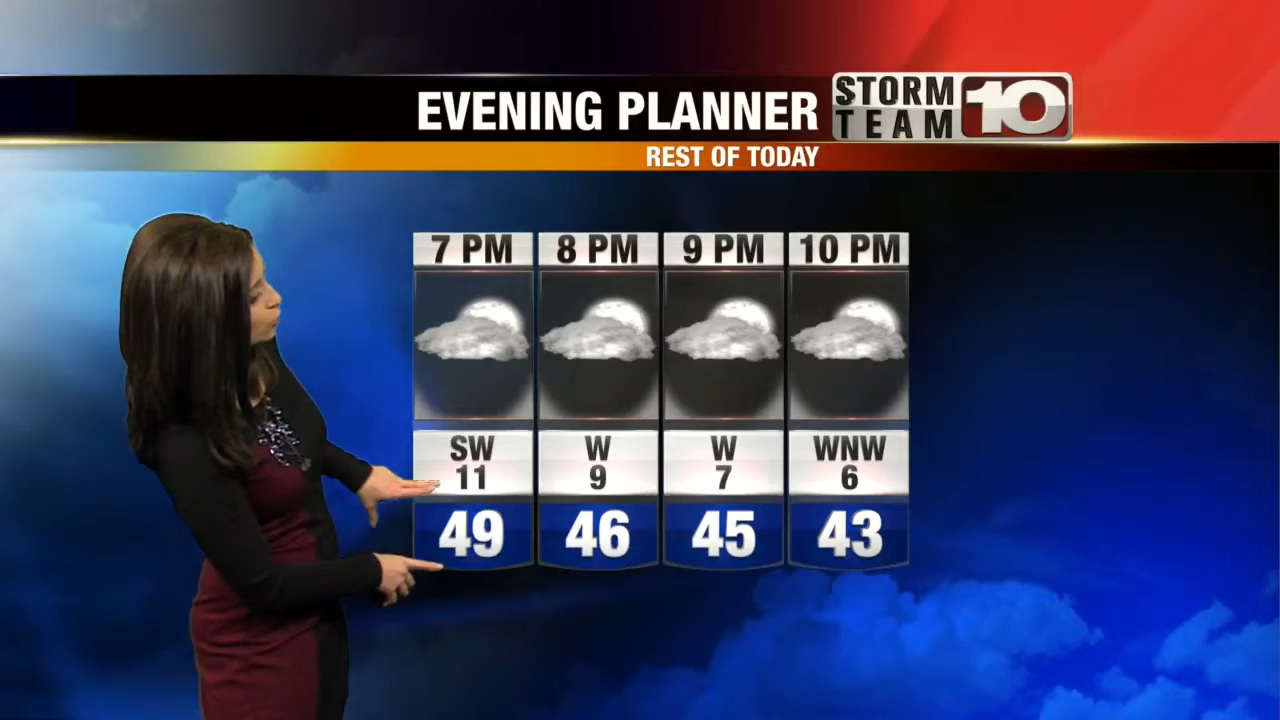 EVENING PLANNER
STORM
TEAM
10
REST OF TODAY
7 PM 8 PM 9 PM 10 PM
SW W W WNW
11 9 7 6
49 46 45 43